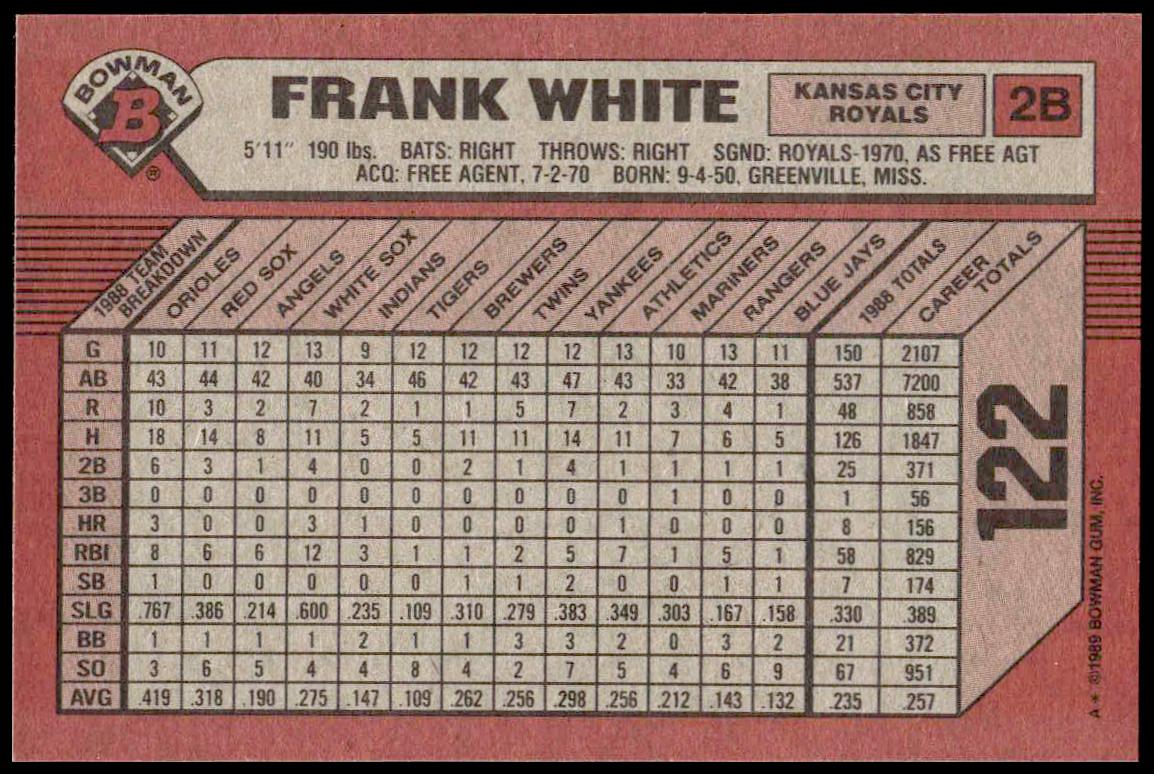 BOWMAN
B
®
FRANK WHITE
KANSAS CITY
ROYALS
2B
5'11" 190 lbs. BATS: RIGHT THROWS: RIGHT SGND: ROYALS-1970, AS FREE AGT
ACQ: FREE AGENT, 7-2-70 BORN: 9-4-50, GREENVILLE, MISS.
1988 TEAM
BREAKDOWN
ORIOLES
RED SOX
ANGELS
WHITE SOX
INDIANS
TIGERS
BREWERS
TWINS
YANKEES
ATHLETICS
MARINERS
RANGERS
BLUE JAYS
1988 TOTALS
CAREER
TOTALS
G 10 11 12 13 9 12 12 12 12 13 10 13 11 150 2107
AB 43 44 42 40 34 46 42 43 47 43 33 42 38 537 7200
R 10 3 2 7 2 1 1 5 7 2 3 4 1 48 858
H 18 14 8 11 5 5 11 11 14 11 7 6 5 126 1847
2B 6 3 1 4 0 0 2 1 4 1 1 1 1 25 371
3B 0 0 0 0 0 0 0 0 0 0 1 0 0 1 56
HR 3 0 0 3 1 0 0 0 0 1 0 0 0 8 156
RBI 8 6 6 12 3 1 1 2 5 7 1 5 1 58 829
SB 1 0 0 0 0 0 1 1 2 0 0 1 1 7 174
SLG .767 .386 .214 .600 .235 .109 .310 .279 .383 .349 .303 .167 .158 .330 .389
BB 1 1 1 1 2 1 1 3 3 2 0 3 2 21 372
SO 3 6 5 4 4 8 4 2 7 5 4 6 9 67 951
AVG .419 .318 .190 .275 .147 .109 .262 .256 .298 .256 .212 .143 .132 .235 .257
122
A * ©1989 BOWMAN GUM, INC.